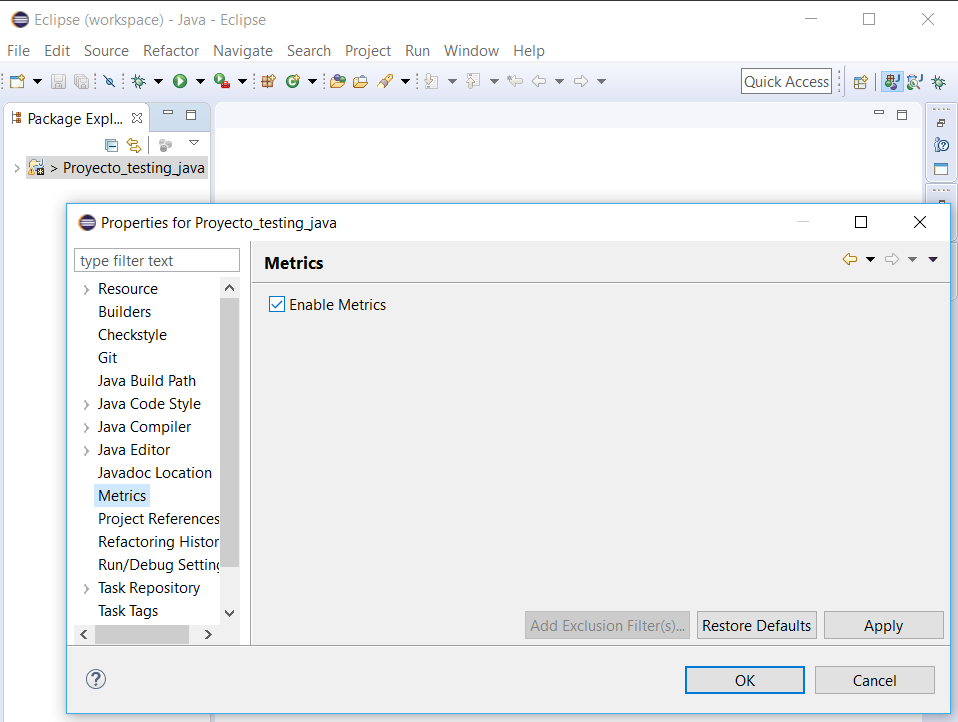 Eclipse (workspace) - Java - Eclipse
File Edit Source Refactor Navigate Search Project Run Window Help
Quick Access
Package Expl...
> Proyecto_testing_java
Properties for Proyecto_testing_java
type filter text
Metrics
Resource
Enable Metrics
Builders
Checkstyle
Git
Java Build Path
Java Code Style
Java Compiler
Java Editor
Javadoc Location
Metrics
Project References
Refactoring Histor
Run/Debug Setting
Task Repository
Task Tags
Add Exclusion Filter(s)... Restore Defaults Apply
OK Cancel